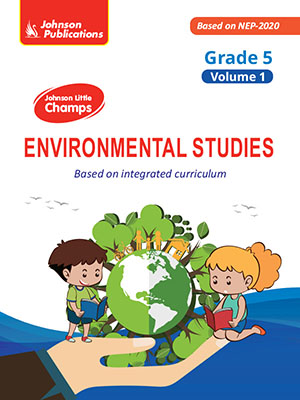 Johnson
Publications
Based on NEP-2020
Grade 5
Volume 1
Johnson Little
Champs
ENVIRONMENTAL STUDIES
Based on integrated curriculum